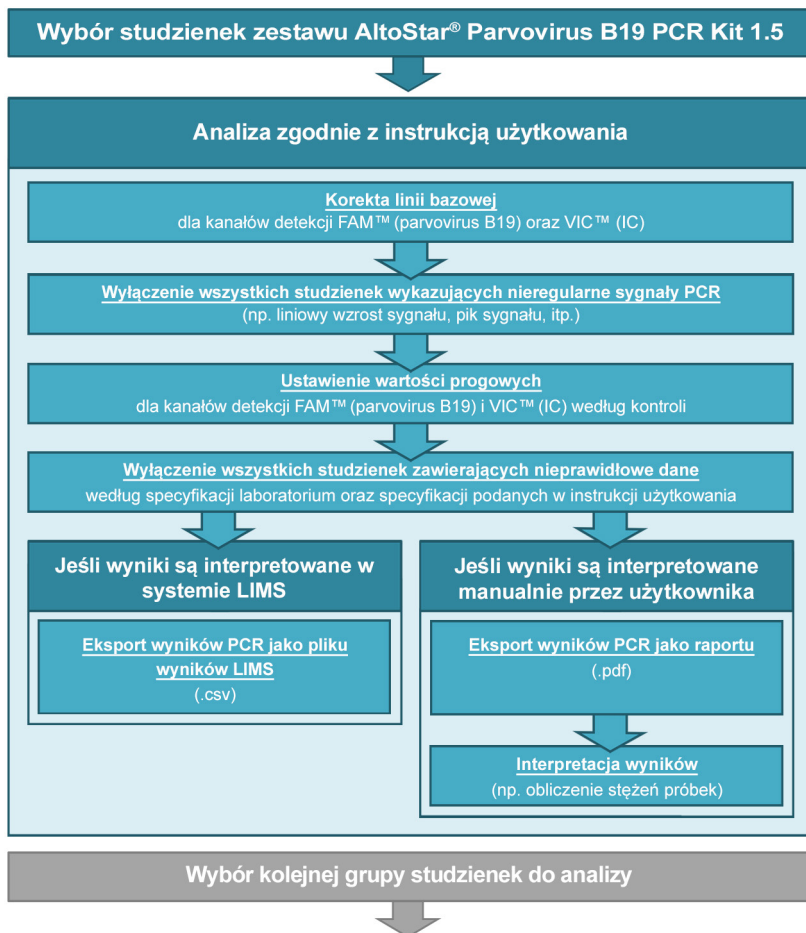 Wybór studzienek zestawu AltoStar® Parvovirus B19 PCR Kit 1.5
Analiza zgodnie z instrukcją użytkowania
Korekta linii bazowej
dla kanałów detekcji FAM™ (parvovirus B19) oraz VIC™ (IC)
Wyłączenie wszystkich studzienek wykazujących nieregularne sygnały PCR
(np. liniowy wzrost sygnału, pik sygnału, itp.)
Ustawienie wartości progowych
dla kanałów detekcji FAM™ (parvovirus B19) i VIC™ (IC) według kontroli
Wyłączenie wszystkich studzienek zawierających nieprawidłowe dane
według specyfikacji laboratorium oraz specyfikacji podanych w instrukcji użytkowania
Jeśli wyniki są interpretowane w
systemie LIMS
Eksport wyników PCR jako pliku
wyników LIMS
(.csv)
Jeśli wyniki są interpretowane
manualnie przez użytkownika
Eksport wyników PCR jako raportu
(.pdf)
Interpretacja wyników
(np. obliczenie stężeń próbek)
Wybór kolejnej grupy studzienek do analizy